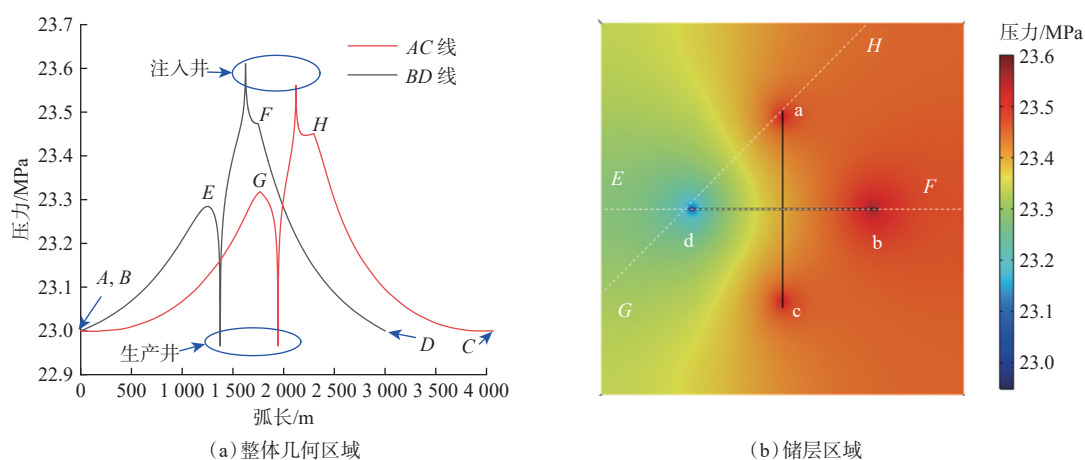 23.7
23.6
23.5
23.4
23.3
23.2
23.1
23.0
22.9
压力/MPa
AC 线
BD 线
注入井
F
H
E
G
A, B
生产井
D
C
0
500
1 000
1 500
2 000
2 500
3 000
3 500
4 000
弧长/m
(a)整体几何区域
H
a
E
F
d
b
G
c
(b)储层区域
压力/MPa
23.6
23.5
23.4
23.3
23.2
23.1
23.0